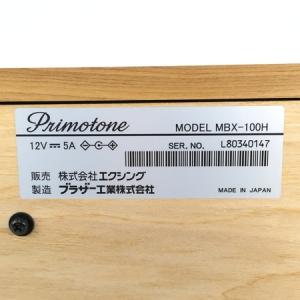 Primotone MODEL MBX-100H
12V 5A SER.NO. L80340147
販売 株式会社エクシング
製造 ブラザー工業株式会社 MADE IN JAPAN